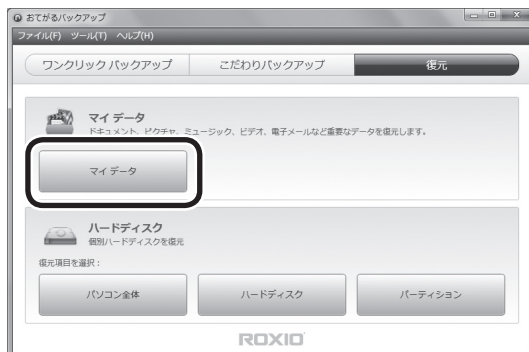 おてがるバックアップ
ファイル(F) ツール(T) ヘルプ(H)
ワンクリック バックアップ こだわりバックアップ 復元
マイ データ
ドキュメント、ピクチャ、ミュージック、ビデオ、電子メールなど重要なデータを復元します。
マイ データ
ハードディスク
個別ハードディスクを復元
復元項目を選択：
パソコン全体 ハードディスク パーティション
ROXIO